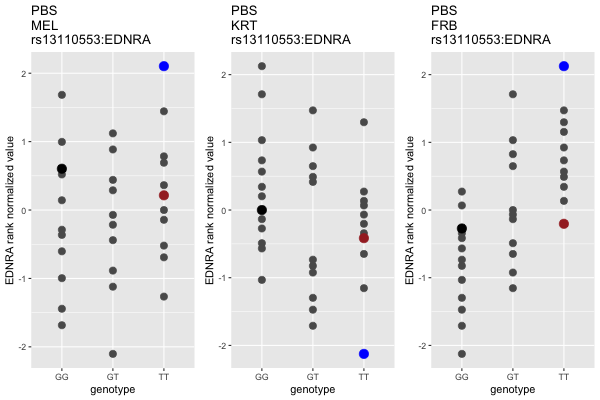 PBS
MEL
rs13110553:EDNRA
EDNRA rank normalized value
2
1
0
-1
-2
GG GT TT
genotype
PBS
KRT
rs13110553:EDNRA
EDNRA rank normalized value
2
1
0
-1
-2
GG GT TT
genotype
PBS
FRB
rs13110553:EDNRA
EDNRA rank normalized value
2
1
0
-1
-2
GG GT TT
genotype